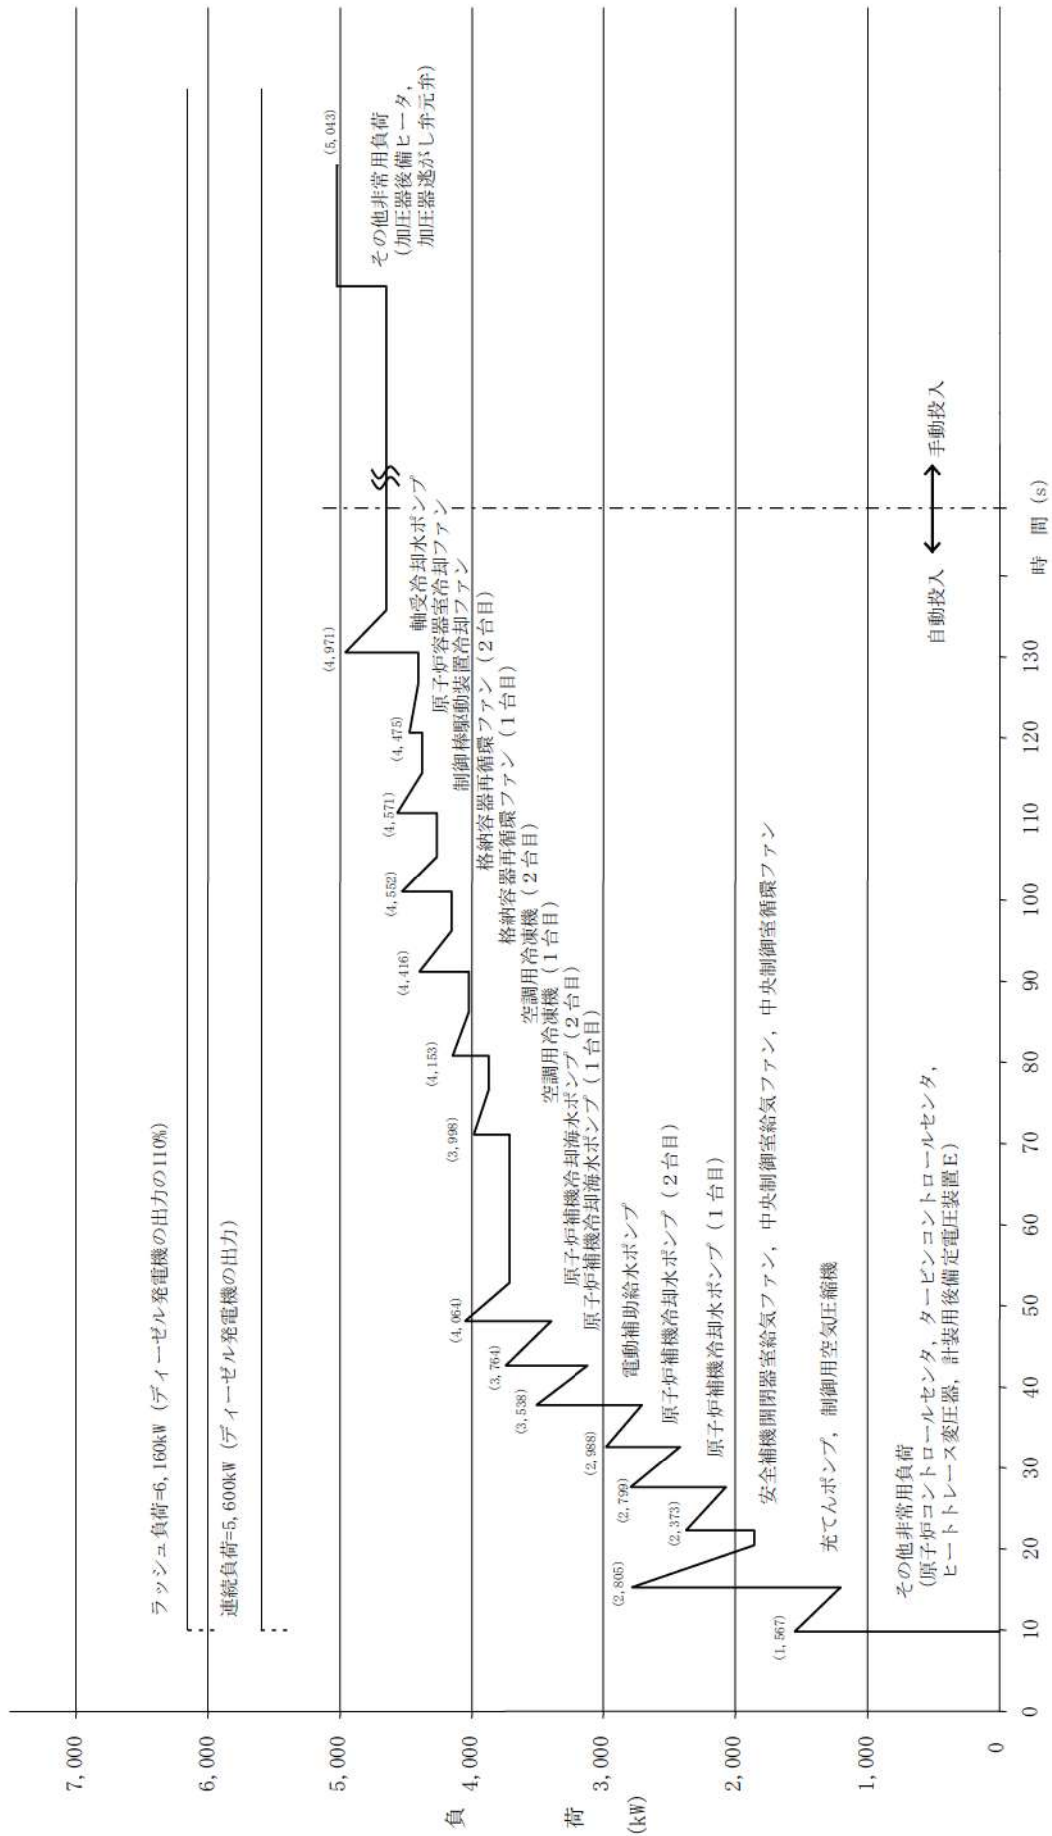 ラッシュ負荷=6,160kW (ディーゼル発電機の出力の110%)
連続負荷=5,600kW (ディーゼル発電機の出力)
7,000
6,000
5,000
4,000
3,000
2,000
1,000
0
負
荷
(kW)
(1,567)
(2,805)
(2,373)
(2,799)
(2,988)
(3,538)
(3,764)
(4,064)
(3,998)
(4,153)
(4,416)
(4,552)
(4,571)
(4,475)
(4,971)
(5,043)
その他非常用負荷
(加圧器後備ヒータ,
加圧器逃がし弁元弁)
軸受冷却水ポンプ
原子炉容器室冷却ファン
制御棒駆動装置冷却ファン
格納容器再循環ファン (2台目)
格納容器再循環ファン (1台目)
空調用冷凍機 (2台目)
空調用冷凍機 (1台目)
原子炉補機冷却海水ポンプ (2台目)
原子炉補機冷却海水ポンプ (1台目)
電動補助給水ポンプ
原子炉補機冷却水ポンプ (2台目)
原子炉補機冷却水ポンプ (1台目)
安全補機開閉器室給気ファン, 中央制御室給気ファン, 中央制御室循環ファン
充てんポンプ, 制御用空気圧縮機
その他非常用負荷
(原子炉コントロールセンタ, タービンコントロールセンタ,
ヒートトレース変圧器, 計装用後備定電圧装置E)
自動投入
手動投入
0
10
20
30
40
50
60
70
80
90
100
110
120
130
時 間 (s)